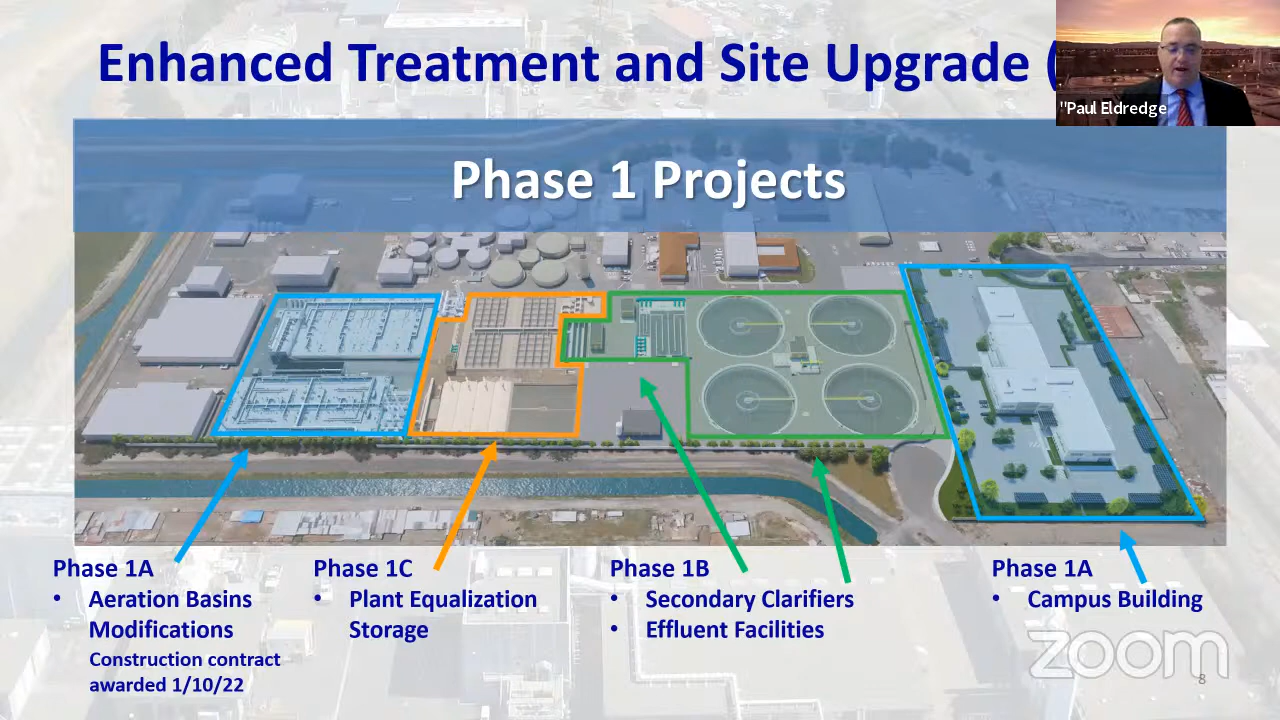 Enhanced Treatment and Site Upgrade (
"Paul Eldredge
Phase 1 Projects
Phase 1A
• Aeration Basins
Modifications
Construction contract
awarded 1/10/22
Phase 1C
• Plant Equalization
Storage
Phase 1B
• Secondary Clarifiers
• Effluent Facilities
Phase 1A
• Campus Building
zoom
8